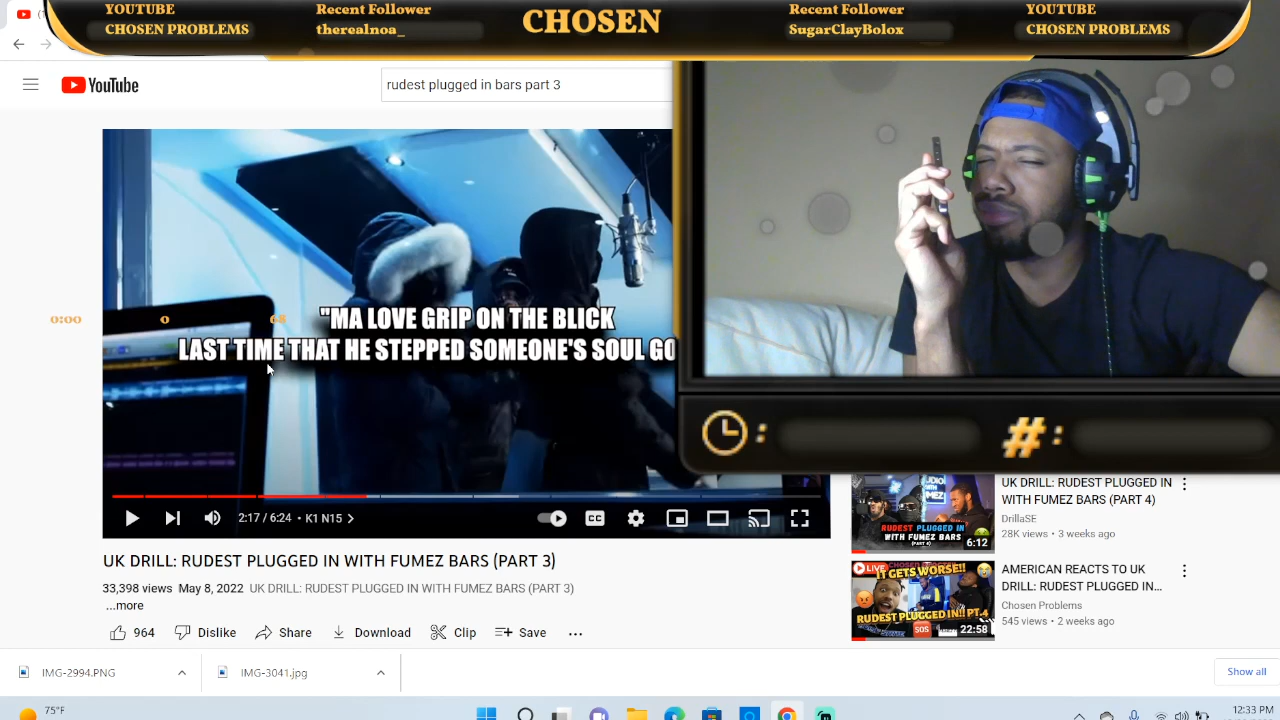 YOUTUBE
CHOSEN PROBLEMS
Recent Follower
therealnoa_
CHOSEN
Recent Follower
SugarClayBolox
YOUTUBE
CHOSEN PROBLEMS
YouTube
rudest plugged in bars part 3
"MA LOVE GRIP ON THE BLICK
LAST TIME THAT HE STEPPED SOMEONE'S SOUL GO
0:00
0
68
2:17 / 6:24 • K1 N15
CC
UK DRILL: RUDEST PLUGGED IN WITH FUMEZ BARS (PART 3)
33,398 views May 8, 2022 UK DRILL: RUDEST PLUGGED IN WITH FUMEZ BARS (PART 3)
...more
964
Dislike
Share
Download
Clip
Save
# :
UK DRILL: RUDEST PLUGGED IN
WITH FUMEZ BARS (PART 4)
DrillaSE
28K views • 3 weeks ago
RUDEST PLUGGED IN
WITH FUMEZ BARS
(PART 4)
6:12
AMERICAN REACTS TO UK
DRILL: RUDEST PLUGGED IN...
Chosen Problems
545 views • 2 weeks ago
LIVE
IT GETS WORSE!!
RUDEST PLUGGED IN!! PT.4
SOS
22:58
IMG-2994.PNG
IMG-3041.jpg
Show all
75°F
12:33 PM